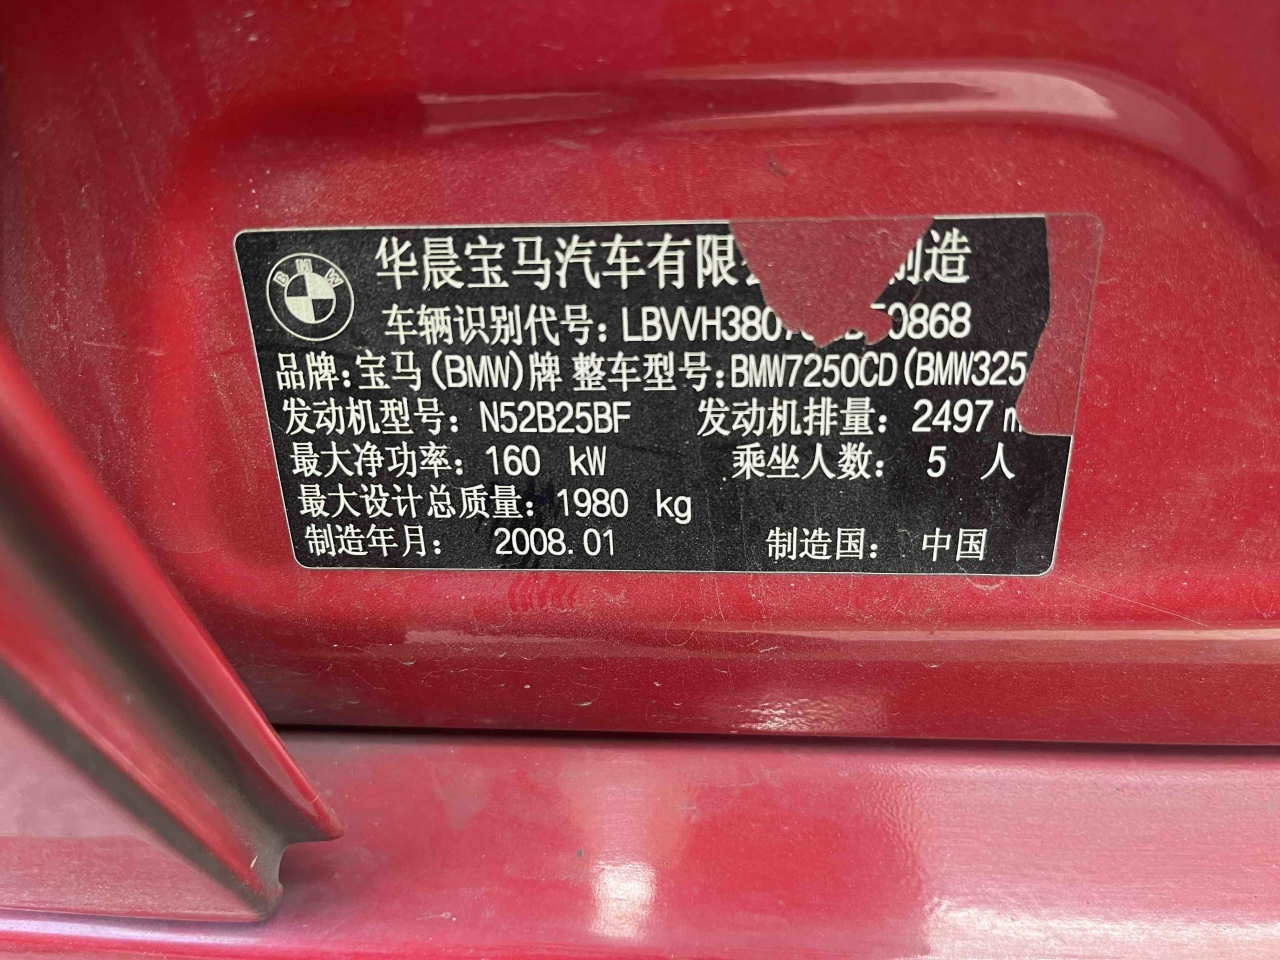 BMW
华晨宝马汽车有限 制造
车辆识别代号:
品牌:宝马(BMW)牌 整车型号:BMW7250CD(BMW325
发动机型号: N52B25BF 发动机排量: 2497 m
最大净功率: 160 kW 乘坐人数: 5 人
最大设计总质量: 1980 kg
制造年月: 2008.01 制造国: 中国